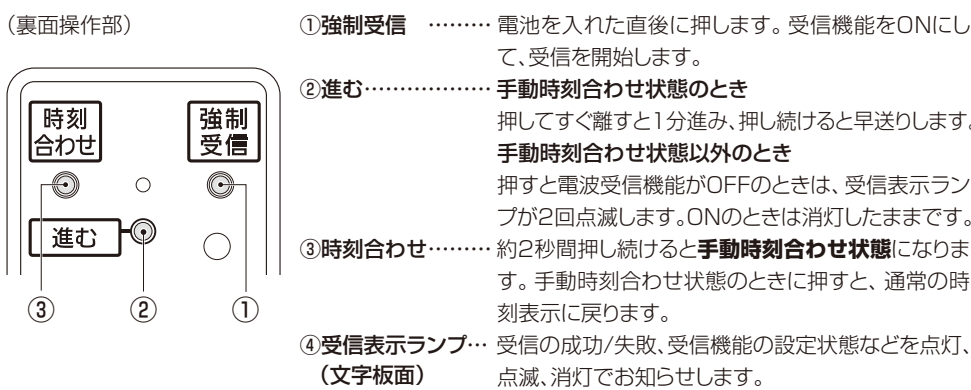 (裏面操作部)
時刻
合わせ
強制
受信
進む
③
②
①
①強制受信 ……… 電池を入れた直後に押します。受信機能をONにし
て、受信を開始します。
②進む……………… 手動時刻合わせ状態のとき
押してすぐ離すと1分進み、押し続けると早送りします。
手動時刻合わせ状態以外のとき
押すと電波受信機能がOFFのときは、受信表示ラン
プが2回点滅します。ONのときは消灯したままです。
③時刻合わせ……… 約2秒間押し続けると手動時刻合わせ状態になりま
す。手動時刻合わせ状態のときに押すと、通常の時
刻表示に戻ります。
④受信表示ランプ… 受信の成功/失敗、受信機能の設定状態などを点灯、
(文字板面) 点滅、消灯でお知らせします。